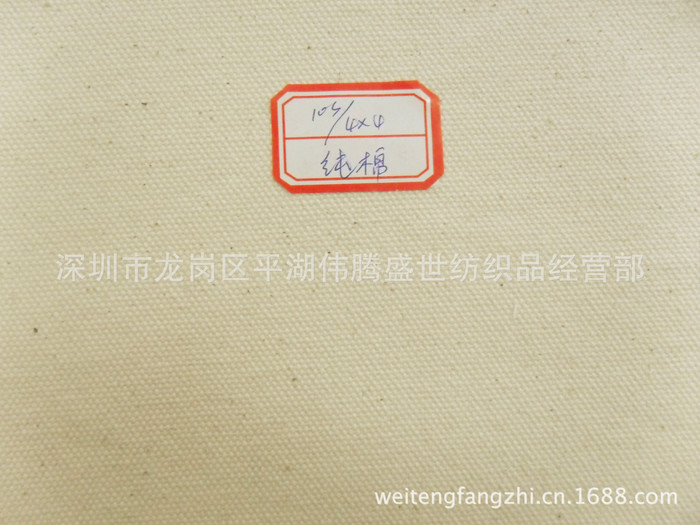 10s/4×4
纯棉
深圳市龙岗区平湖伟腾盛世纺织品经营部
weitengfangzhi.cn.1688.com